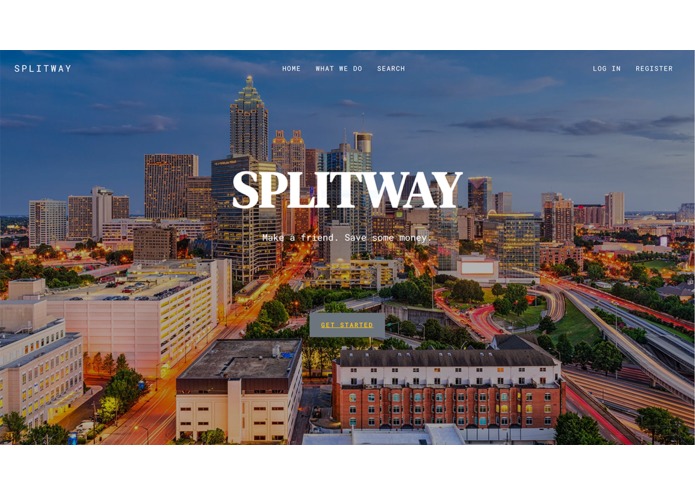 SPLITWAY HOME WHAT WE DO SEARCH LOG IN REGISTER
SPLITWAY
Make a friend. Save some money.
GET STARTED